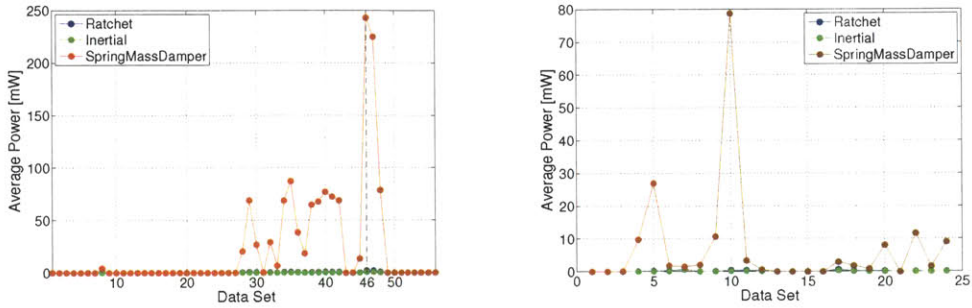 250
200
150
100
50
0
Average Power [mW]
Ratchet
Inertial
SpringMassDamper
10
20
30
40
46
50
Data Set
80
70
60
50
40
30
20
10
0
Average Power [mW]
Ratchet
Inertial
SpringMassDamper
0
5
10
15
20
25
Data Set